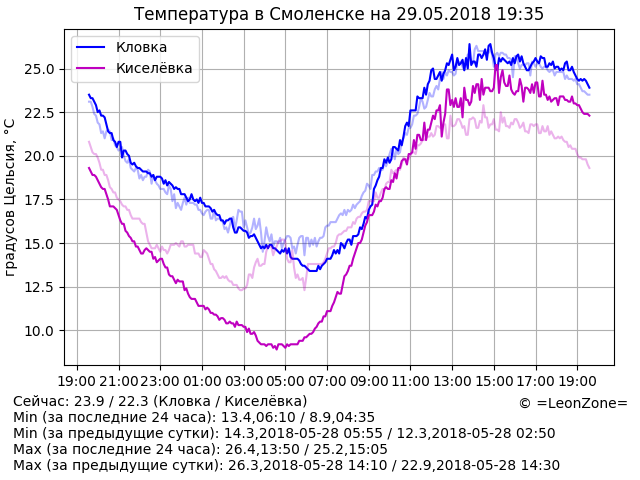 Температура в Смоленске на 29.05.2018 19:35
Кловка
Киселёвка
градусов Цельсия, °C
25.0
22.5
20.0
17.5
15.0
12.5
10.0
19:00 21:00 23:00 01:00 03:00 05:00 07:00 09:00 11:00 13:00 15:00 17:00 19:00
Сейчас: 23.9 / 22.3 (Кловка / Киселёвка)
© =LeonZone=
Min (за последние 24 часа): 13.4,06:10 / 8.9,04:35
Min (за предыдущие сутки): 14.3,2018-05-28 05:55 / 12.3,2018-05-28 02:50
Max (за последние 24 часа): 26.4,13:50 / 25.2,15:05
Max (за предыдущие сутки): 26.3,2018-05-28 14:10 / 22.9,2018-05-28 14:30